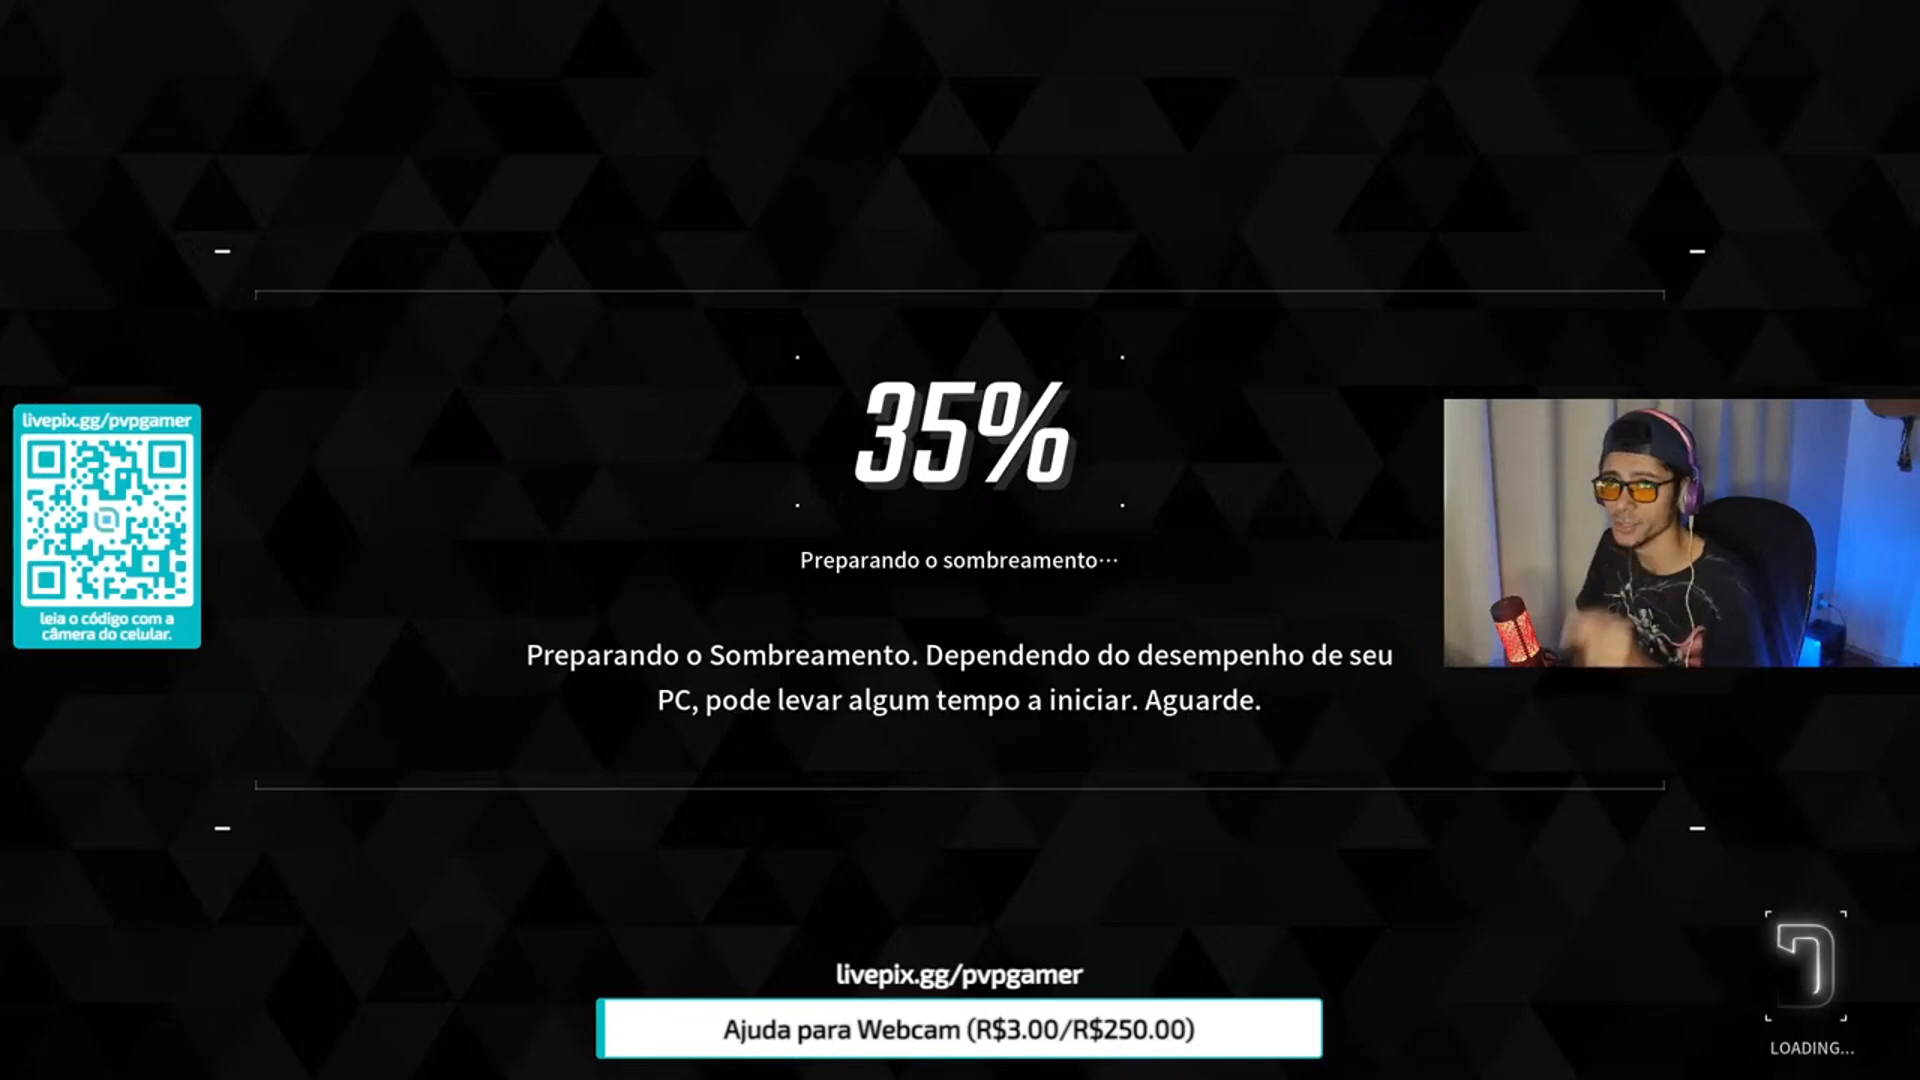 livepix.gg/pvpgamer
leia o código com a
câmera do celular.
35%
Preparando o sombreamento...
Preparando o Sombreamento. Dependendo do desempenho de seu
PC, pode levar algum tempo a iniciar. Aguarde.
livepix.gg/pvpgamer
Ajuda para Webcam (R$3.00/R$250.00)
LOADING...